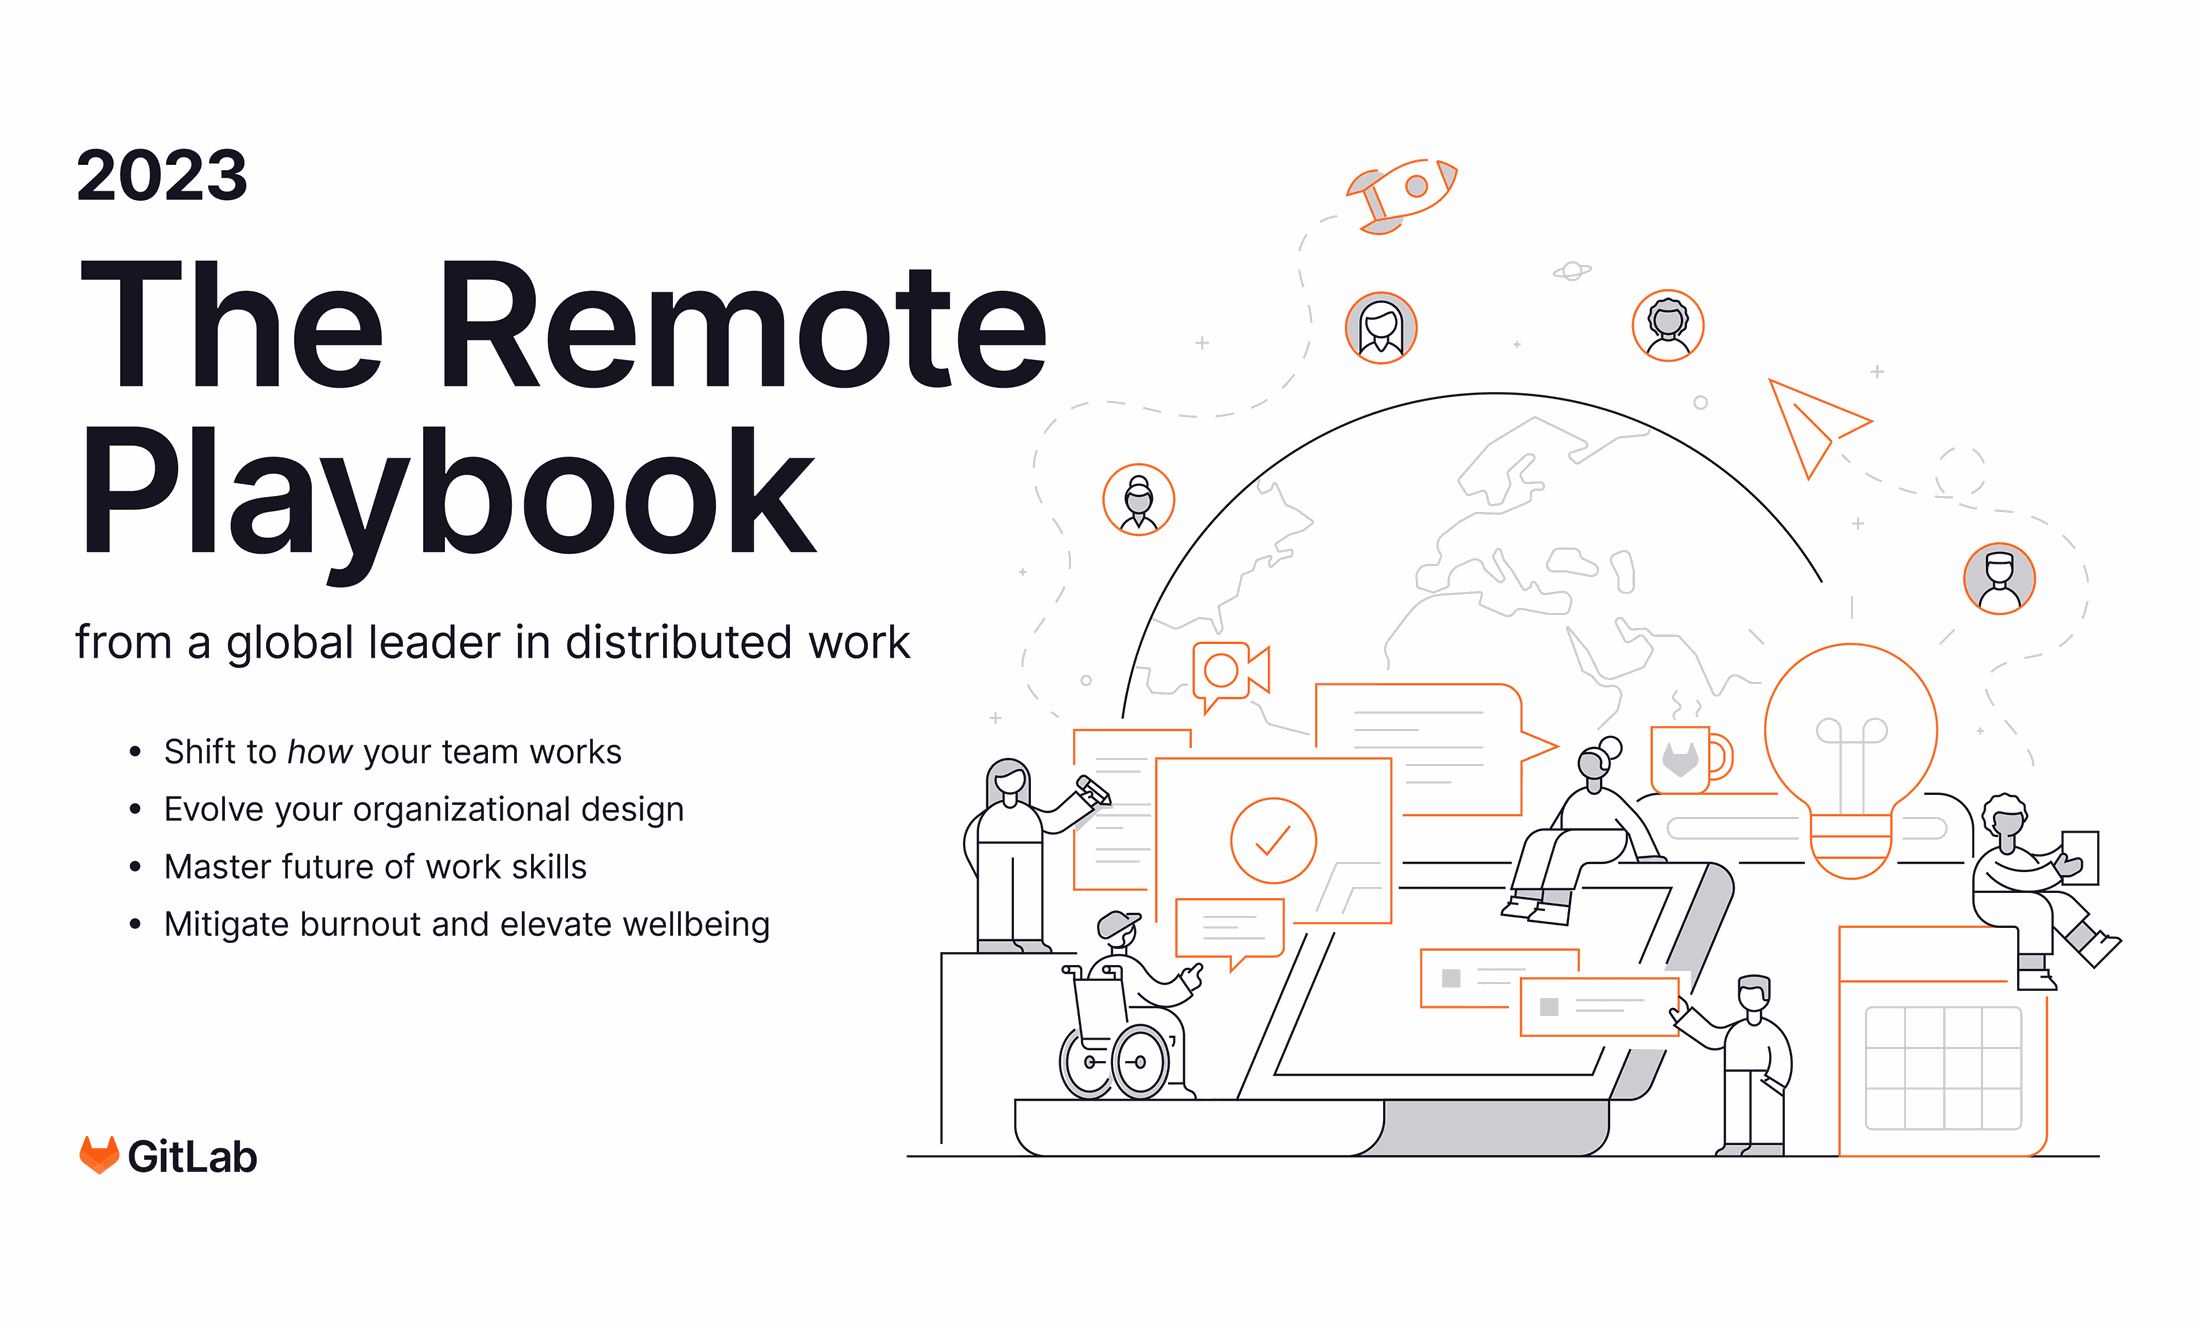 2023
The Remote
Playbook
from a global leader in distributed work
• Shift to how your team works
• Evolve your organizational design
• Master future of work skills
• Mitigate burnout and elevate wellbeing
GitLab